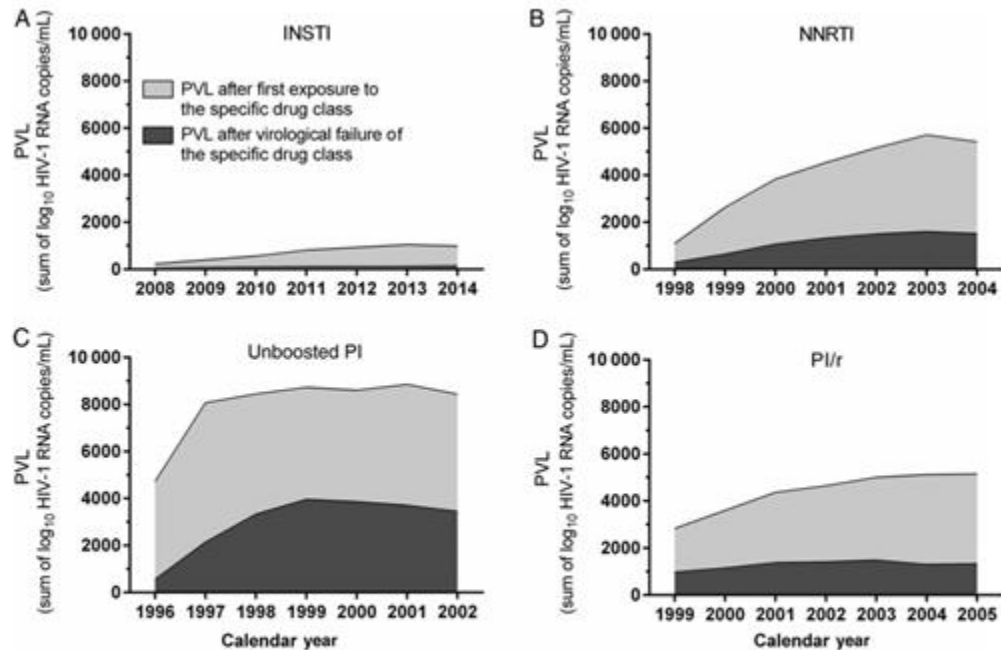 A
INSTI
10 000
8000
6000
4000
2000
0
PVL
(sum of log10 HIV-1 RNA copies/mL)
PVL after first exposure to
the specific drug class
PVL after virological failure of
the specific drug class
2008 2009 2010 2011 2012 2013 2014
B
NNRTI
10 000
8000
6000
4000
2000
0
PVL
(sum of log10 HIV-1 RNA copies/mL)
1998 1999 2000 2001 2002 2003 2004
C
Unboosted PI
10 000
8000
6000
4000
2000
0
PVL
(sum of log10 HIV-1 RNA copies/mL)
1996 1997 1998 1999 2000 2001 2002
Calendar year
D
PI/r
10 000
8000
6000
4000
2000
0
PVL
(sum of log10 HIV-1 RNA copies/mL)
1999 2000 2001 2002 2003 2004 2005
Calendar year